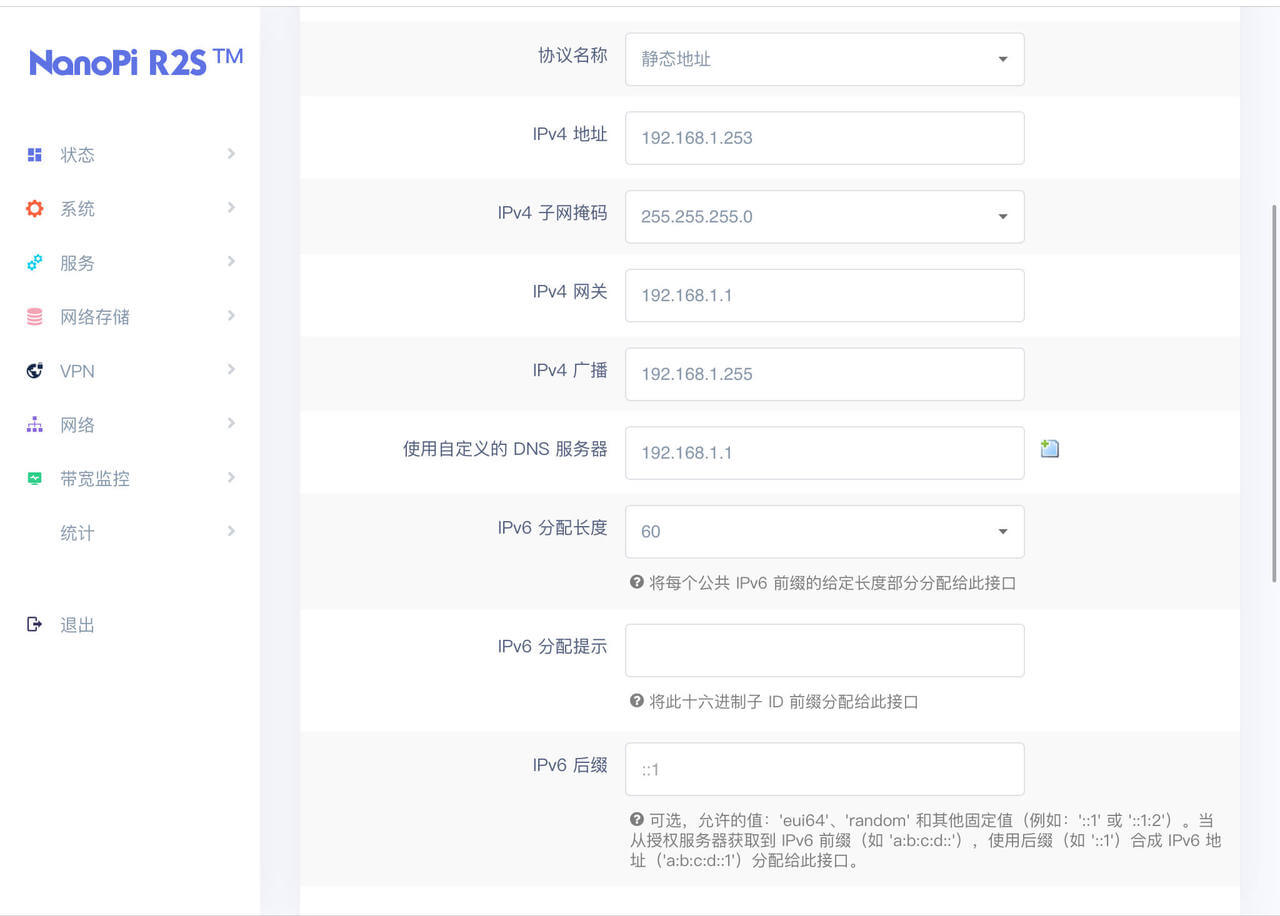 NanoPi R2S™
状态
系统
服务
网络存储
VPN
网络
带宽监控
统计
退出
协议名称 静态地址
IPv4 地址 192.168.1.253
IPv4 子网掩码 255.255.255.0
IPv4 网关 192.168.1.1
IPv4 广播 192.168.1.255
使用自定义的 DNS 服务器 192.168.1.1
IPv6 分配长度 60
将每个公共 IPv6 前缀的给定长度部分分配给此接口
IPv6 分配提示
将此十六进制子 ID 前缀分配给此接口
IPv6 后缀 ::1
可选，允许的值：'eui64'、'random' 和其他固定值（例如：'::1' 或 '::1:2'）。当
从授权服务器获取到 IPv6 前缀（如 'a:b:c:d::'），使用后缀（如 '::1'）合成 IPv6 地
址（'a:b:c:d::1'）分配给此接口。